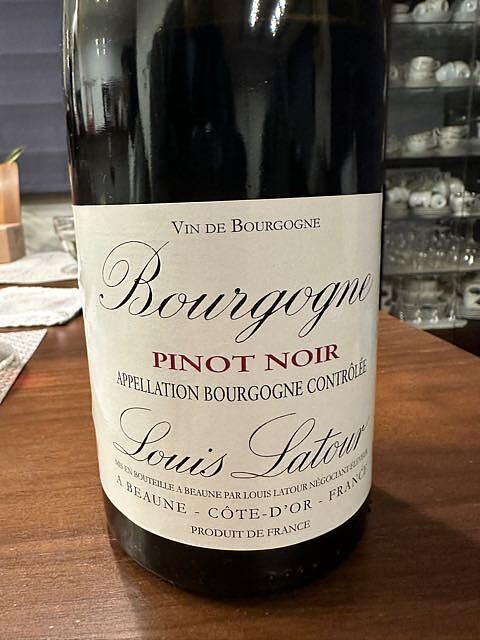 VIN DE BOURGOGNE
Bourgogne
PINOT NOIR
APPELLATION BOURGOGNE CONTRÔLÉE
Louis Latour
MIS EN BOUTEILLE A BEAUNE PAR LOUIS LATOUR NÉGOCIANT-ÉLEVEUR
A BEAUNE - CÔTE-D'OR - FRANCE
PRODUIT DE FRANCE